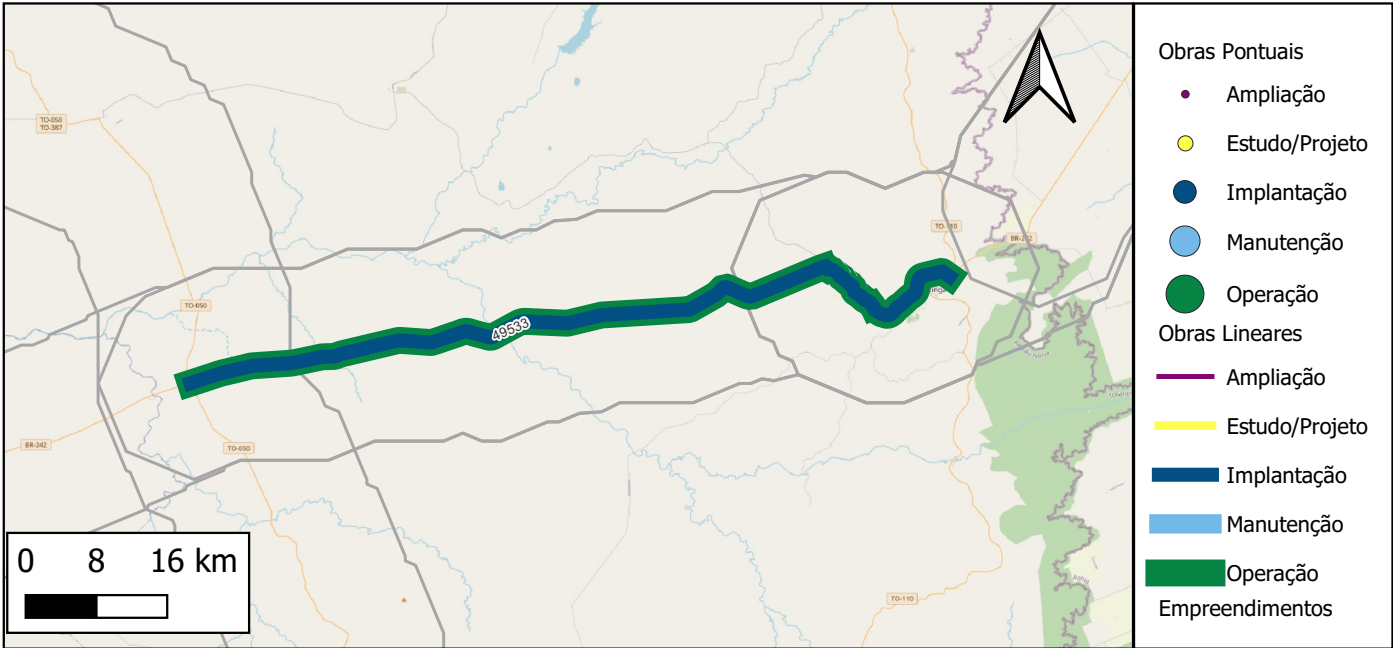 TO-050
TO-387
TO-110
BR-242
TO-050
inga
49533
BR-242
TO-050
TO-110
Bahia
0 8 16 km
Obras Pontuais
Ampliação
Estudo/Projeto
Implantação
Manutenção
Operação
Obras Lineares
Ampliação
Estudo/Projeto
Implantação
Manutenção
Operação
Empreendimentos